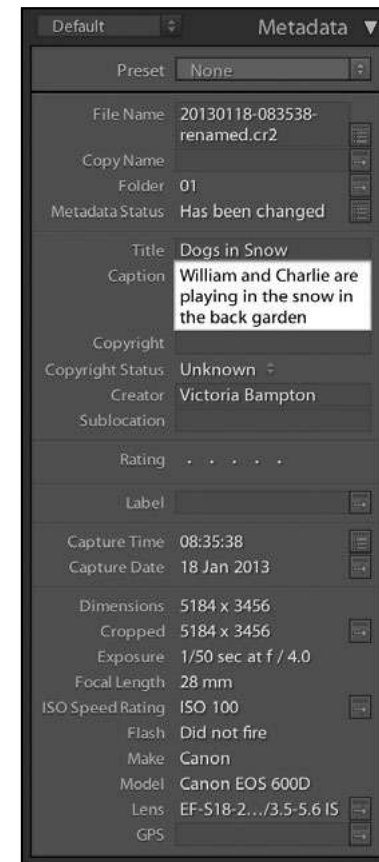 Default Metadata
Preset None
File Name 20130118-083538-
renamed.cr2
Copy Name
Folder 01
Metadata Status Has been changed
Title Dogs in Snow
Caption William and Charlie are
playing in the snow in
the back garden
Copyright
Copyright Status Unknown
Creator Victoria Bampton
Sublocation
Rating . . . . .
Label
Capture Time 08:35:38
Capture Date 18 Jan 2013
Dimensions 5184 x 3456
Cropped 5184 x 3456
Exposure 1/50 sec at f / 4.0
Focal Length 28 mm
ISO Speed Rating ISO 100
Flash Did not fire
Make Canon
Model Canon EOS 600D
Lens EF-S18-2.../3.5-5.6 IS
GPS